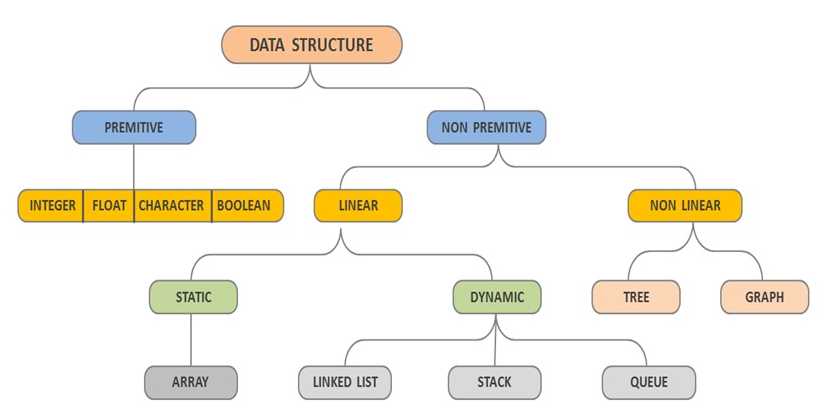 DATA STRUCTURE
PREMITIVE
NON PREMITIVE
INTEGER
FLOAT
CHARACTER
BOOLEAN
LINEAR
NON LINEAR
STATIC
DYNAMIC
TREE
GRAPH
ARRAY
LINKED LIST
STACK
QUEUE